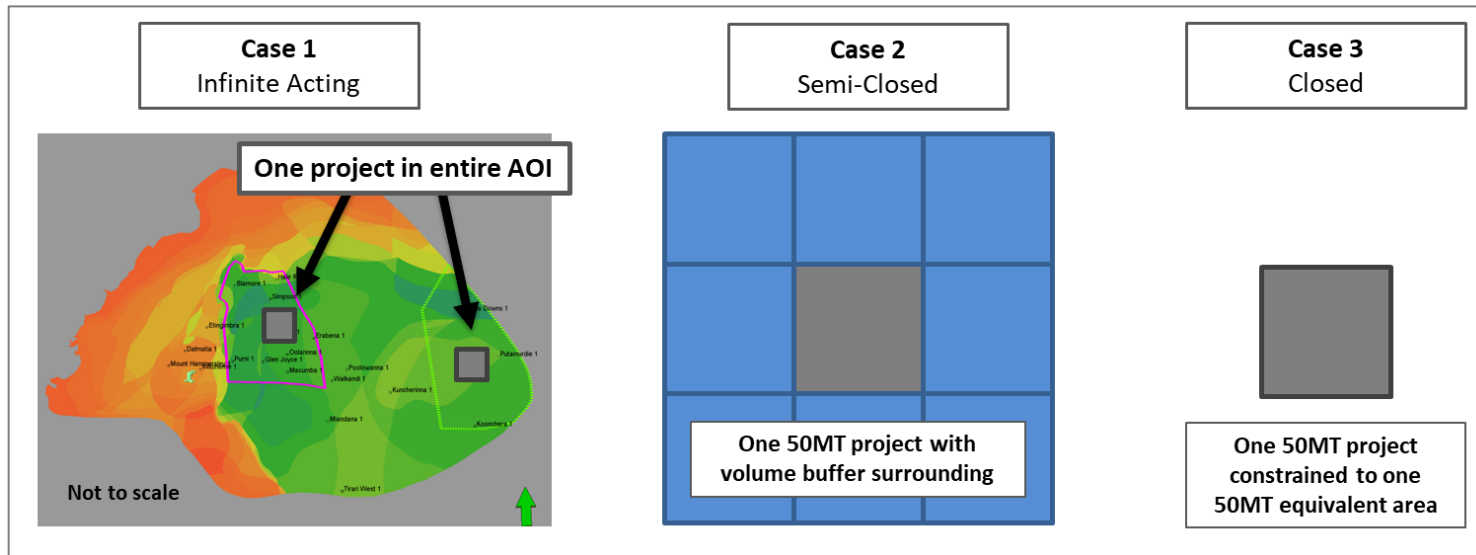 Case 1
Infinite Acting
Case 2
Semi-Closed
Case 3
Closed
One project in entire AOI
Blamore 1
Simpson 1
Etingimbra 1
Erabena 1
Dalmatia 1
Purni 1
Glen Joyce 1
Oolarinna 1
Macumba 1
Poolowanna 1
Walkandi 1
Kuncherinna 1
Miandana 1
Putamurdie 1
Koonchera 1
Tirari West 1
Not to scale
One 50MT project with
volume buffer surrounding
One 50MT project
constrained to one
50MT equivalent area